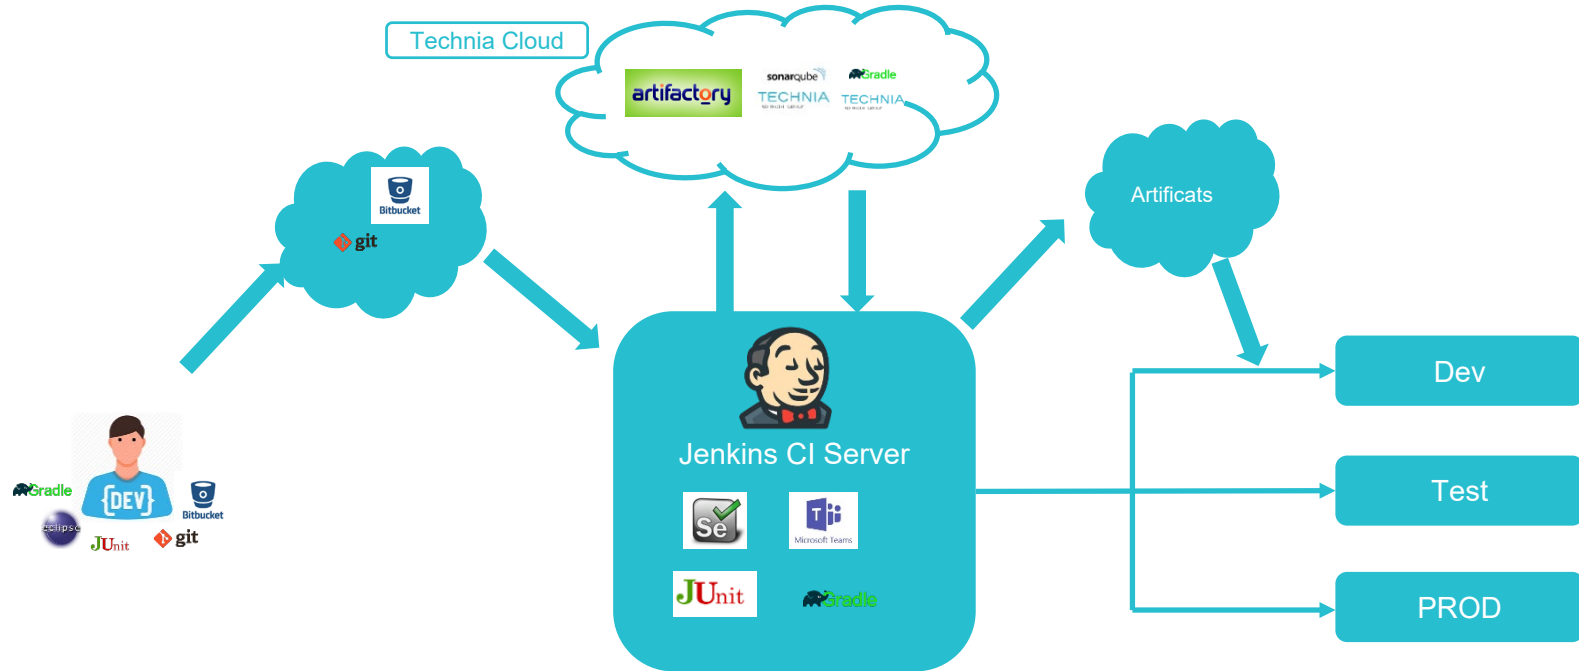 Technia Cloud
artifactory
sonarqube
TECHNIA
Gradle
TECHNIA
Bitbucket
git
Artificats
Jenkins CI Server
Se
Microsoft Teams
JUnit
Gradle
{DEV}
Gradle
eclipse
JUnit
Bitbucket
git
Dev
Test
PROD